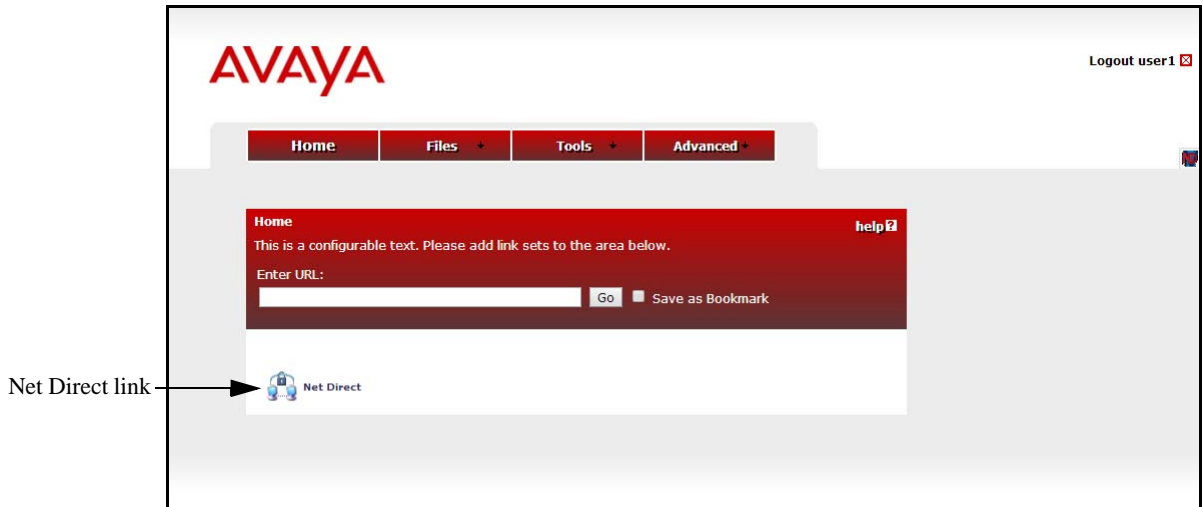 AVAYA
Logout user1
Home Files Tools Advanced
Home
help?
This is a configurable text. Please add link sets to the area below.
Enter URL:
Go Save as Bookmark
Net Direct link
Net Direct